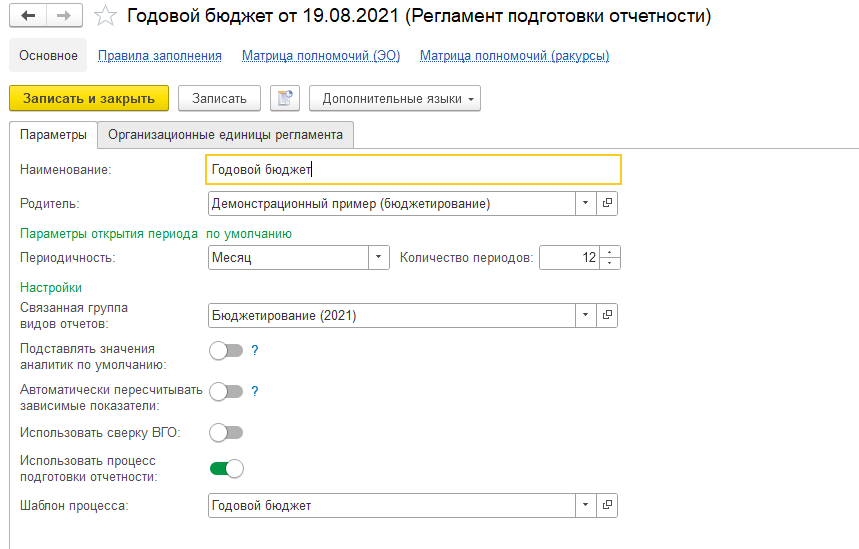 Годовой бюджет от 19.08.2021 (Регламент подготовки отчетности)
Основное Правила заполнения Матрица полномочий (ЭО) Матрица полномочий (ракурсы)
Записать и закрыть Записать Дополнительные языки
Параметры Организационные единицы регламента
Наименование: Годовой бюджет
Родитель: Демонстрационный пример (бюджетирование)
Параметры открытия периода по умолчанию
Периодичность: Месяц Количество периодов: 12
Настройки
Связанная группа
видов отчетов: Бюджетирование (2021)
Подставлять значения
аналитик по умолчанию: ?
Автоматически пересчитывать
зависимые показатели: ?
Использовать сверку ВГО:
Использовать процесс
подготовки отчетности:
Шаблон процесса: Годовой бюджет